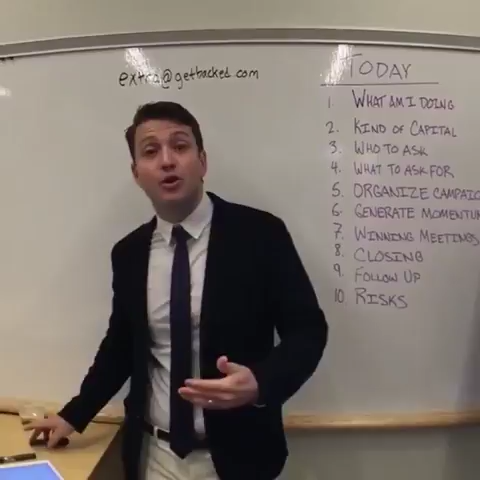 extra@getbacked.com
TODAY
1. WHAT AM I DOING
2. KIND OF CAPITAL
3. WHO TO ASK
4. WHAT TO ASK FOR
5. ORGANIZE CAMPAIG
6. GENERATE MOMENTUM
7. WINNING MEETINGS
8. CLOSING
9. FOLLOW UP
10. RISKS